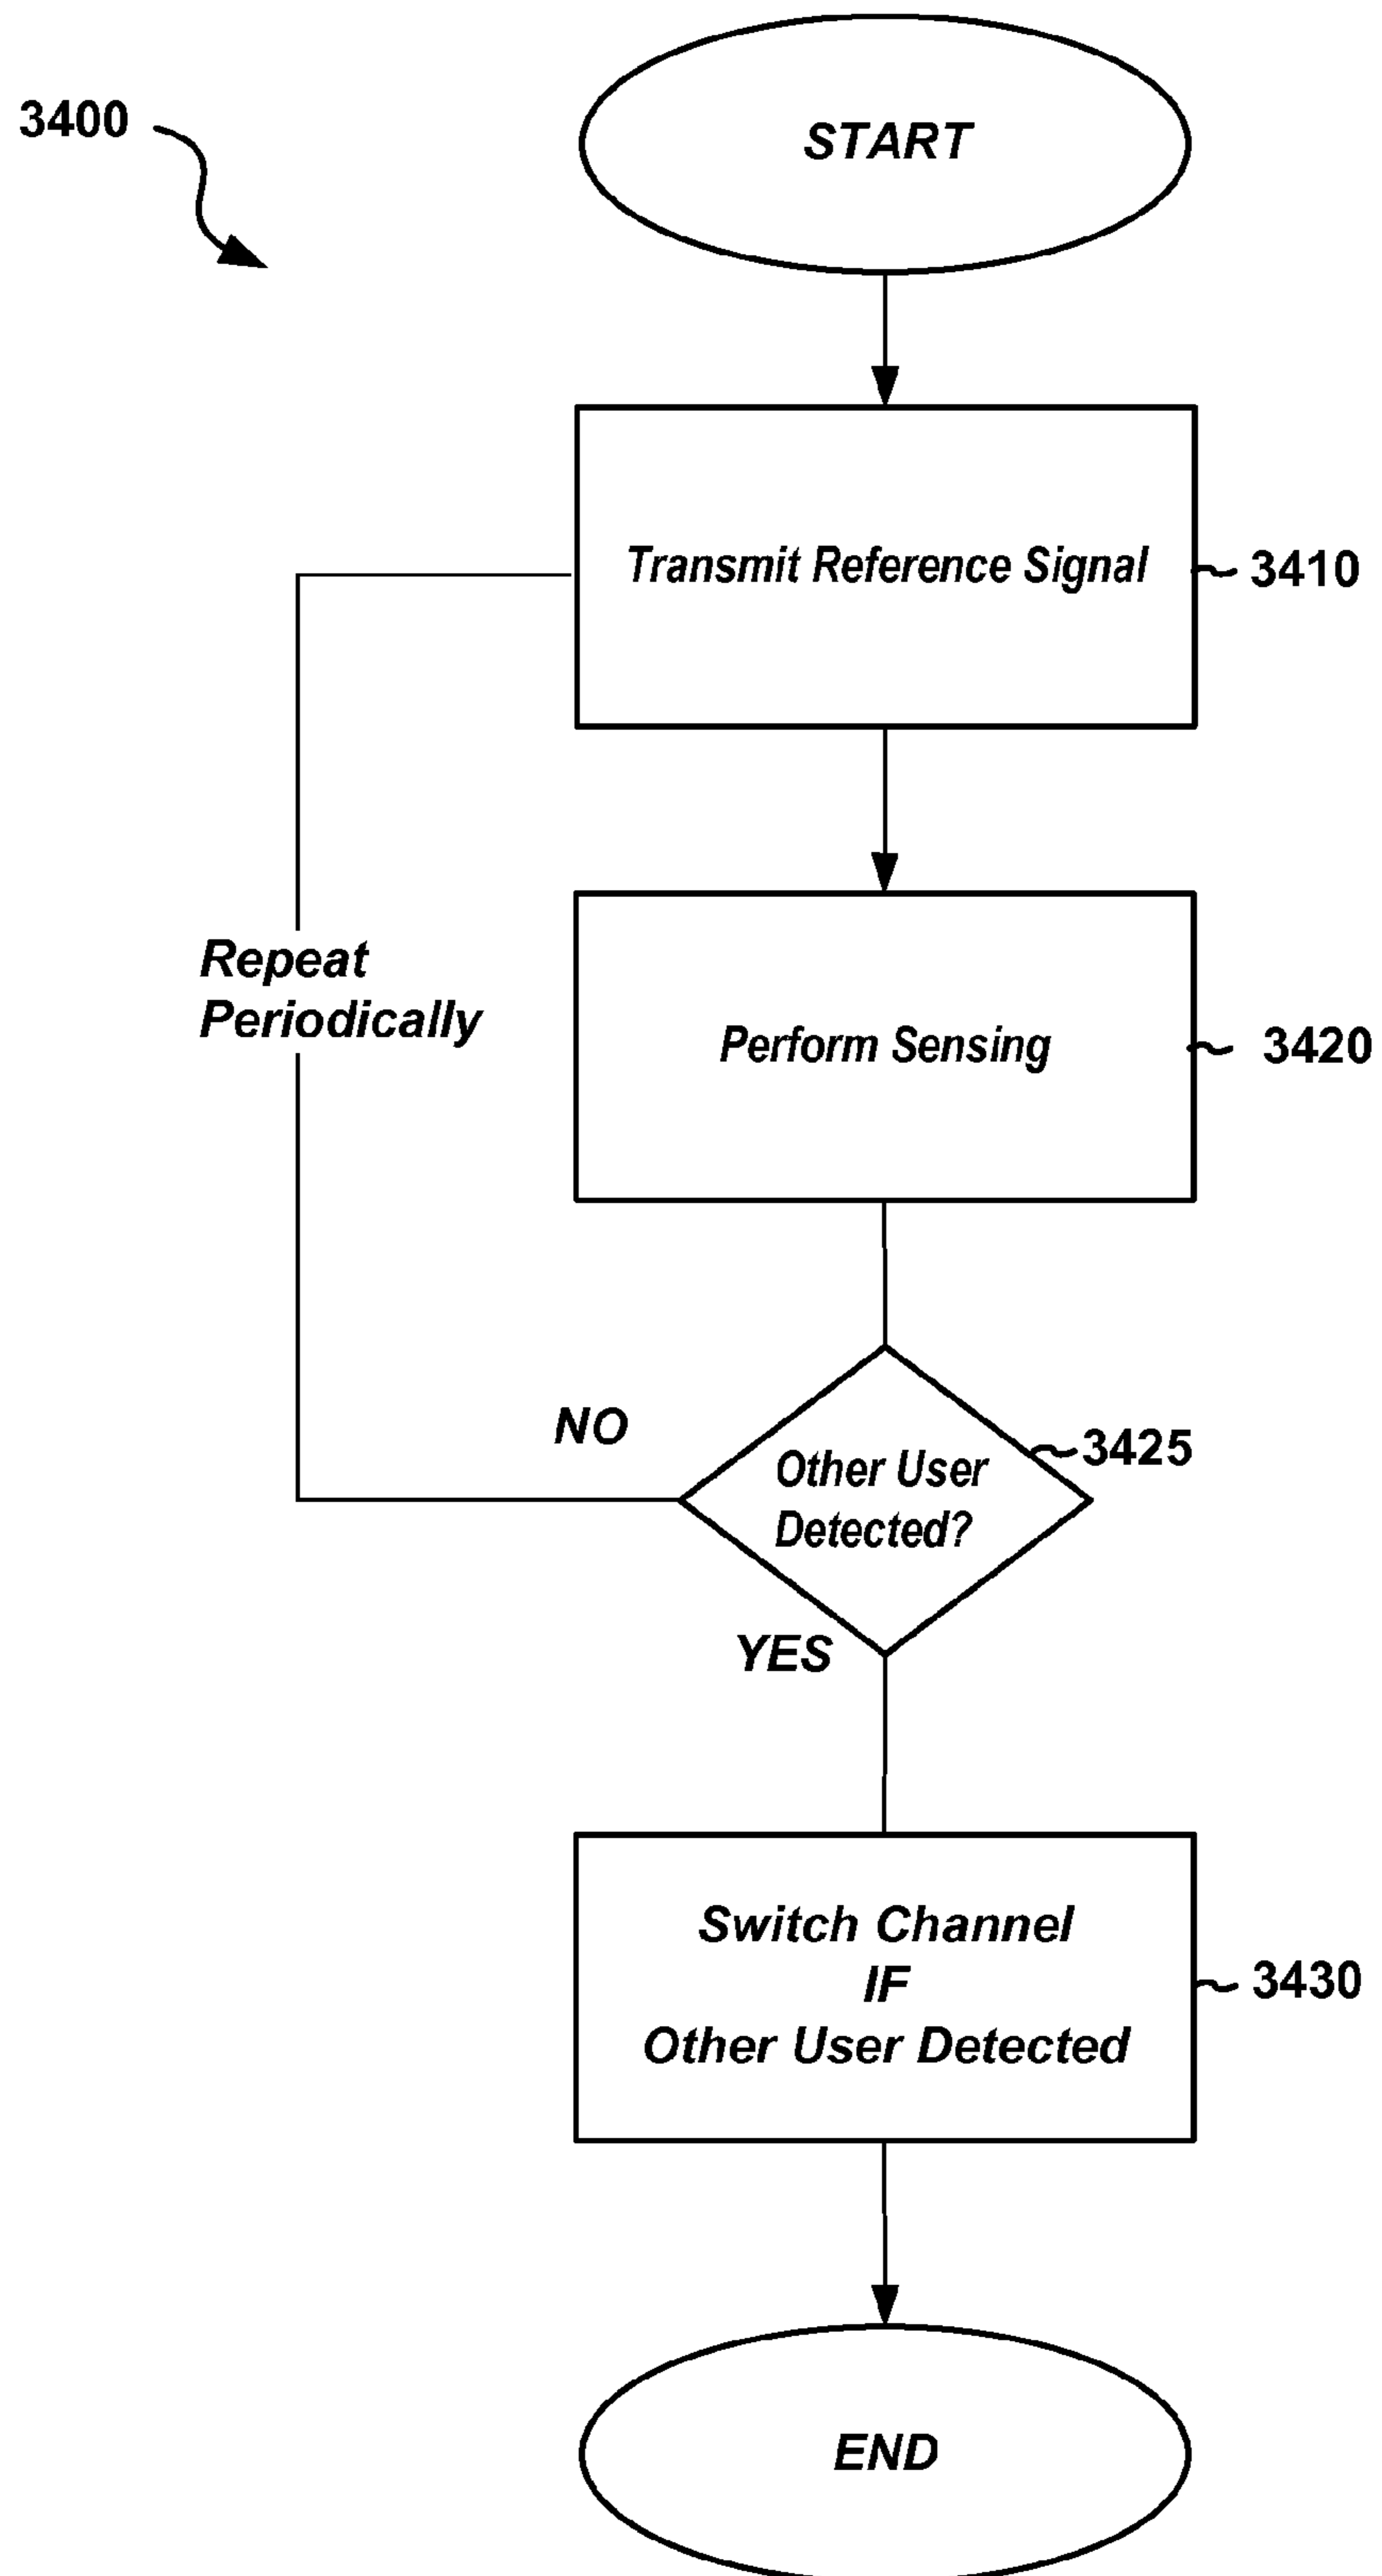 3400
START
Transmit Reference Signal
3410
Repeat
Periodically
Perform Sensing
3420
NO
Other User
Detected?
3425
YES
Switch Channel
IF
Other User Detected
3430
END